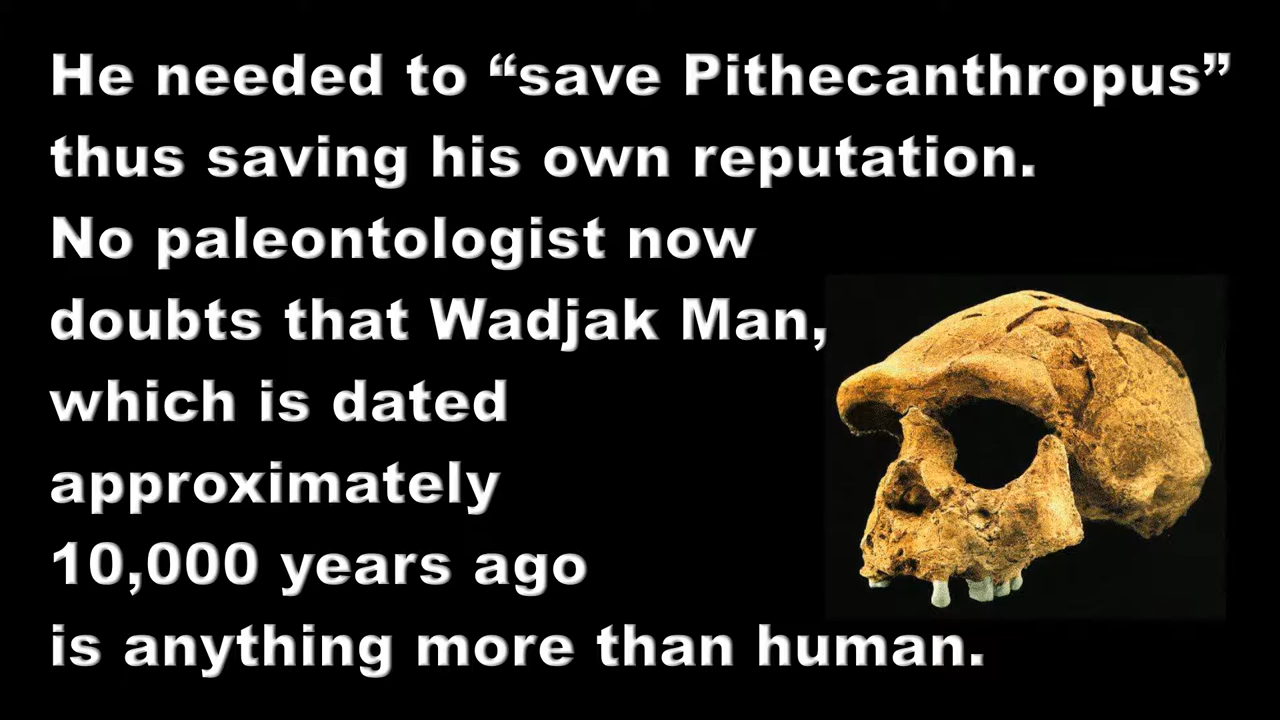 He needed to “save Pithecanthropus”
thus saving his own reputation.
No paleontologist now
doubts that Wadjak Man,
which is dated
approximately
10,000 years ago
is anything more than human.